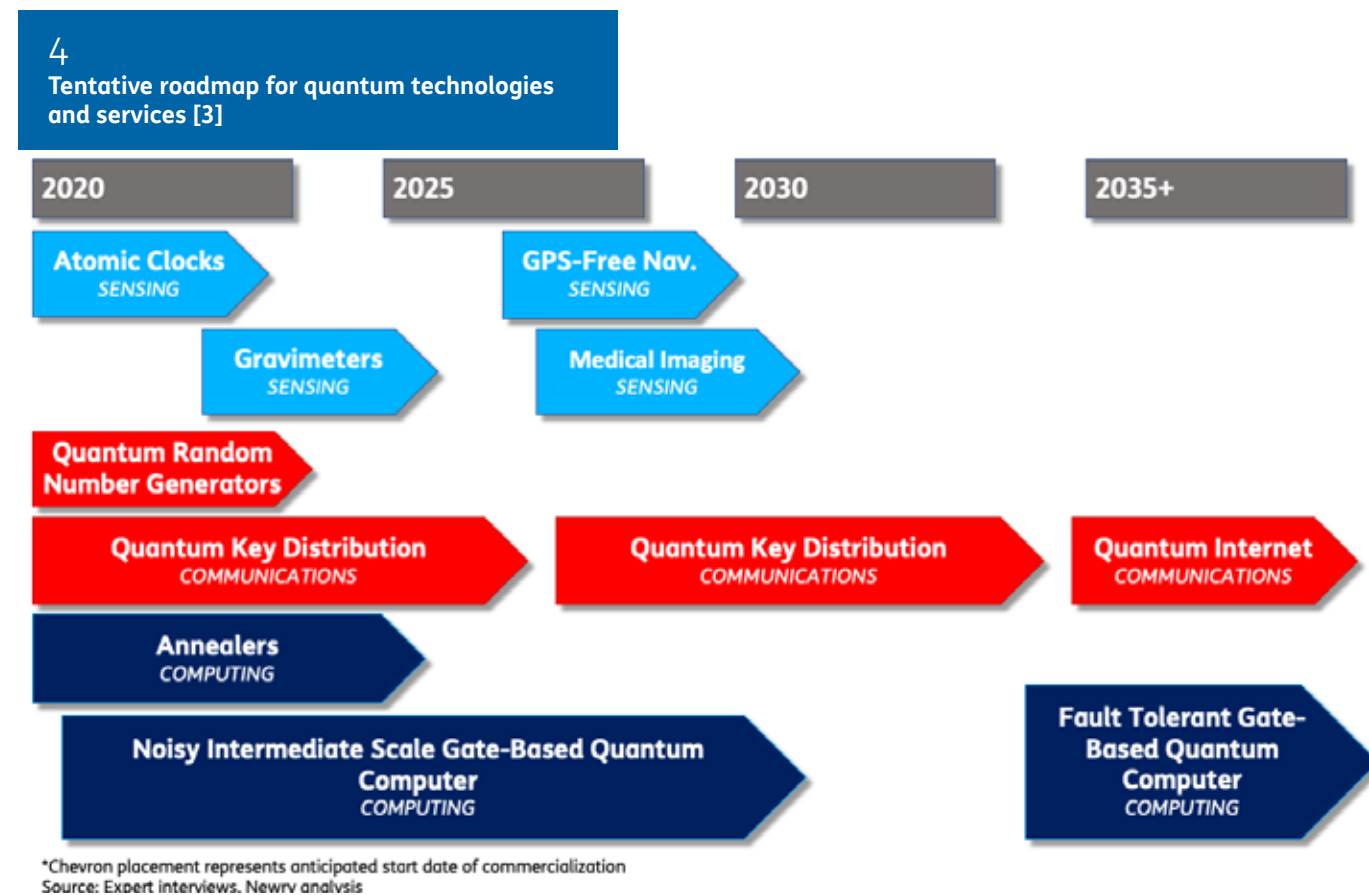 4
Tentative roadmap for quantum technologies
and services [3]
2020
2025
2030
2035+
Atomic Clocks
SENSING
GPS-Free Nav.
SENSING
Gravimeters
SENSING
Medical Imaging
SENSING
Quantum Random
Number Generators
Quantum Key Distribution
COMMUNICATIONS
Quantum Key Distribution
COMMUNICATIONS
Quantum Internet
COMMUNICATIONS
Annealers
COMPUTING
Noisy Intermediate Scale Gate-Based Quantum
Computer
COMPUTING
Fault Tolerant Gate-
Based Quantum
Computer
COMPUTING
*Chevron placement represents anticipated start date of commercialization
Source: Expert interviews, Newry analysis